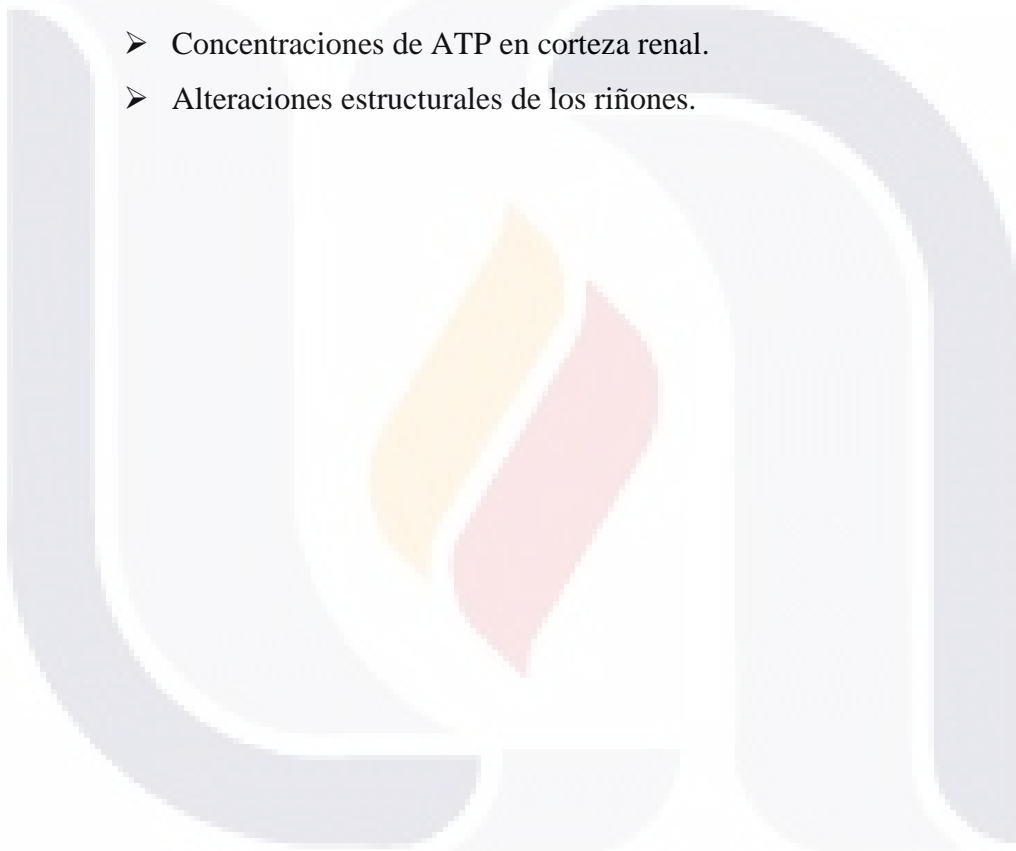 ➢ Concentraciones de ATP en corteza renal.
➢ Alteraciones estructurales de los riñones.